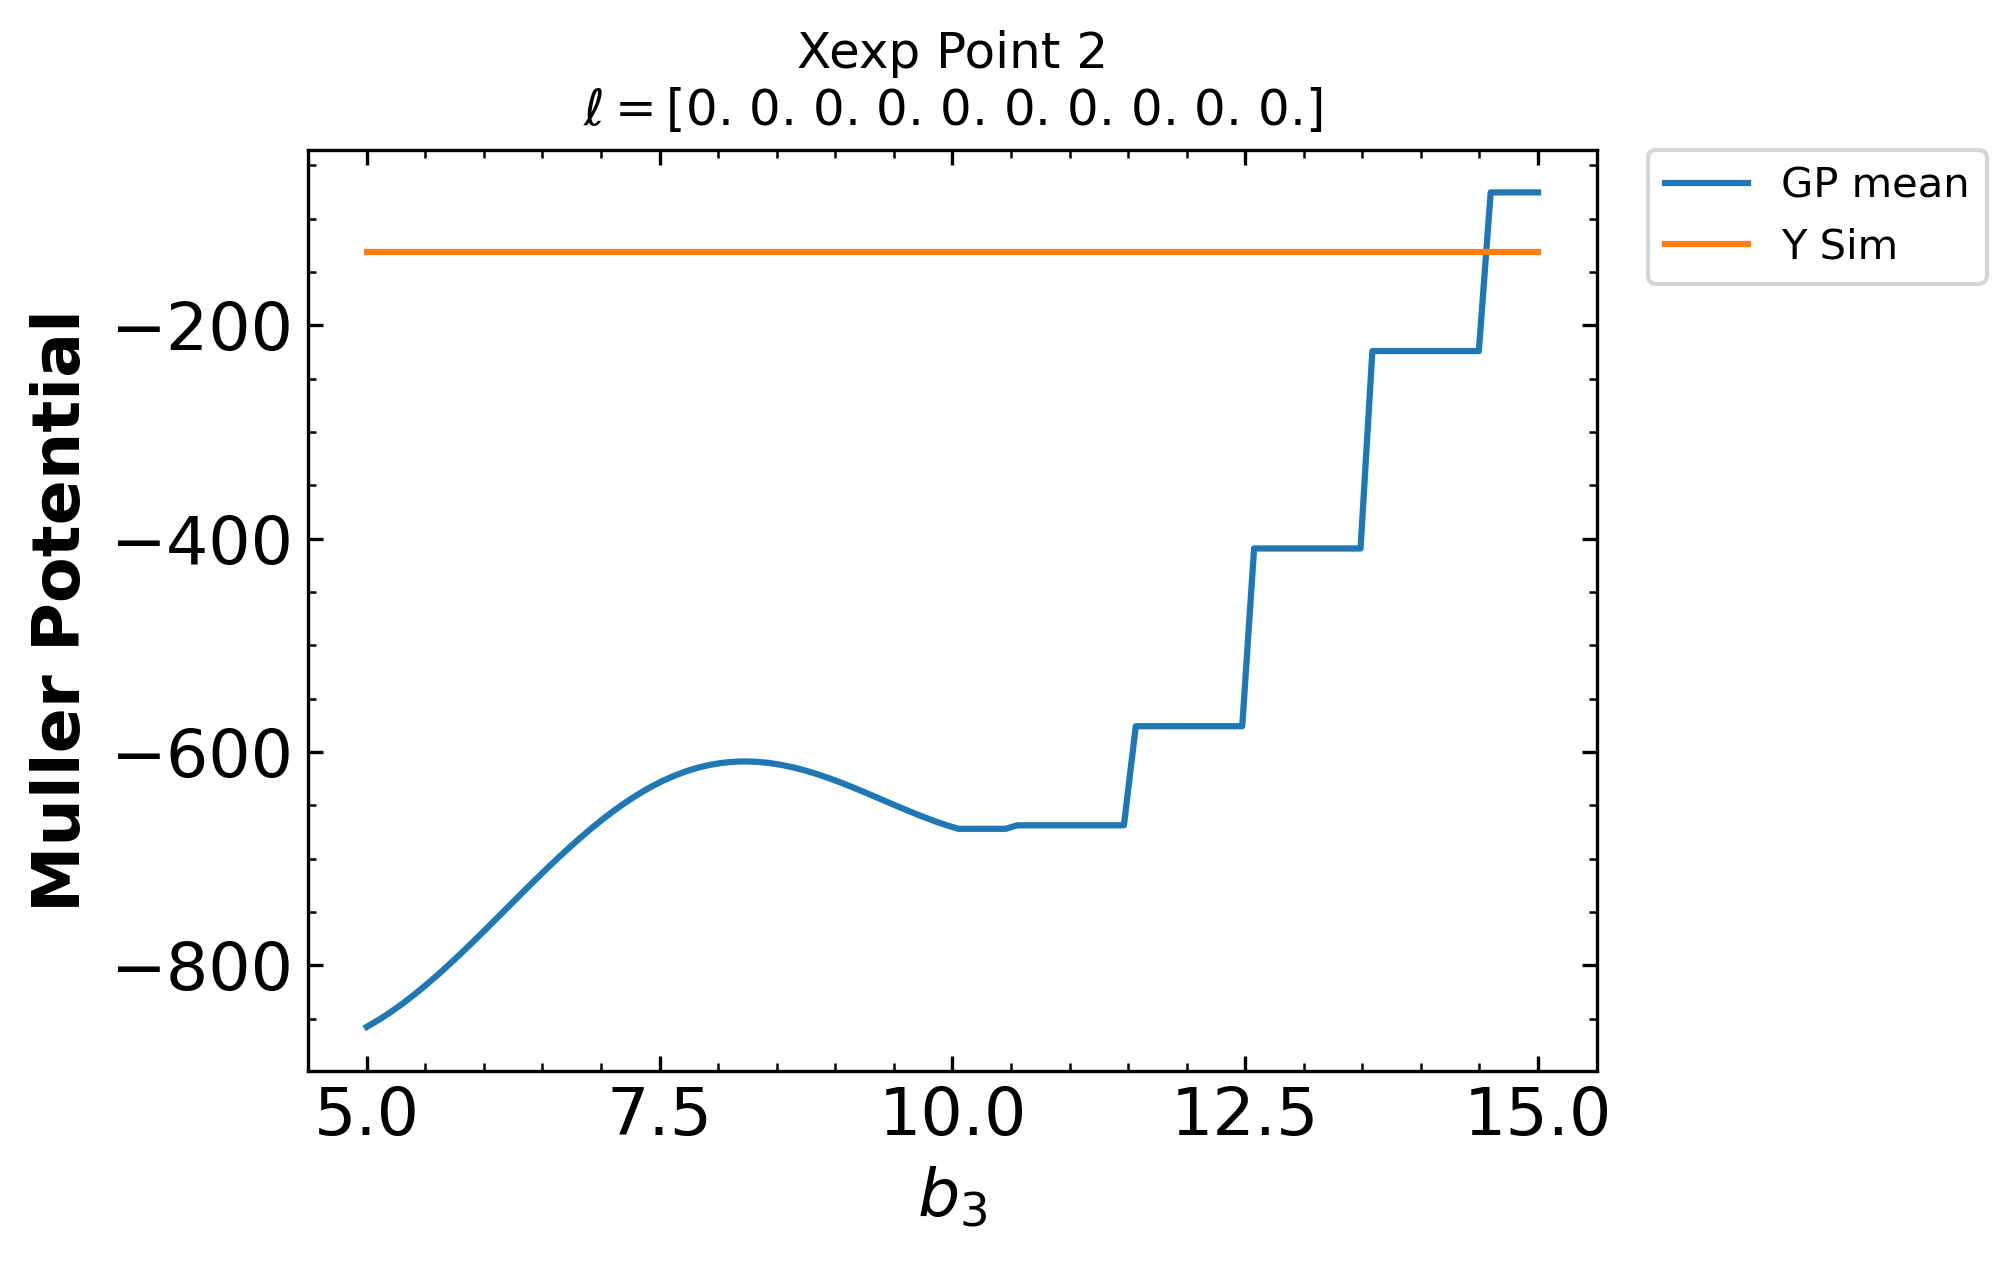 Xexp Point 2
ℓ = [0. 0. 0. 0. 0. 0. 0. 0. 0. 0.]
GP mean
Y Sim
Muller Potential
−200
−400
−600
−800
5.0 7.5 10.0 12.5 15.0
b₃